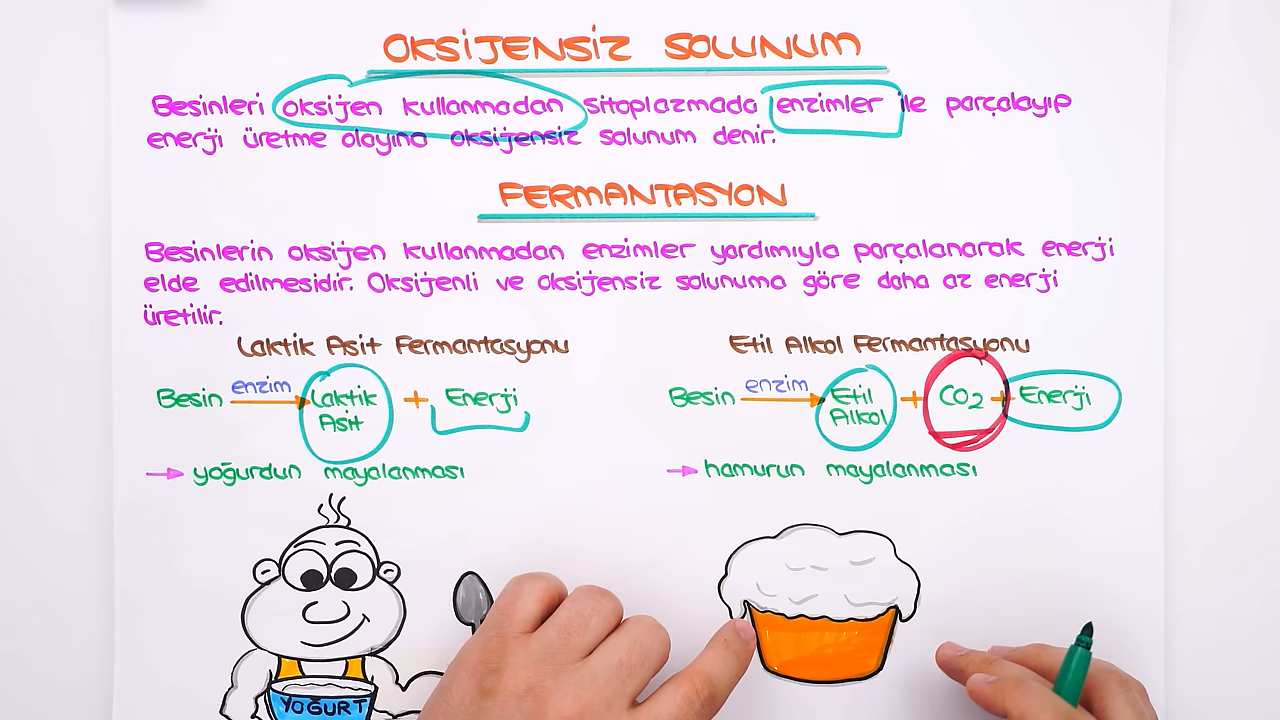 OKSİJENSİZ SOLUNUM
Besinleri oksijen kullanmadan sitoplazmada enzimler ile parçalayıp
enerji üretme olayına oksijensiz solunum denir.
FERMANTASYON
Besinlerin oksijen kullanmadan enzimler yardımıyla parçalanarak enerji
elde edilmesidir. Oksijenli ve oksijensiz solunuma göre daha az enerji
üretilir.
Laktik Asit Fermantasyonu
Besin enzim Laktik Asit + Enerji
→ yoğurdun mayalanması
YOĞURT
Etil Alkol Fermantasyonu
Besin enzim Etil Alkol + CO2 + Enerji
→ hamurun mayalanması